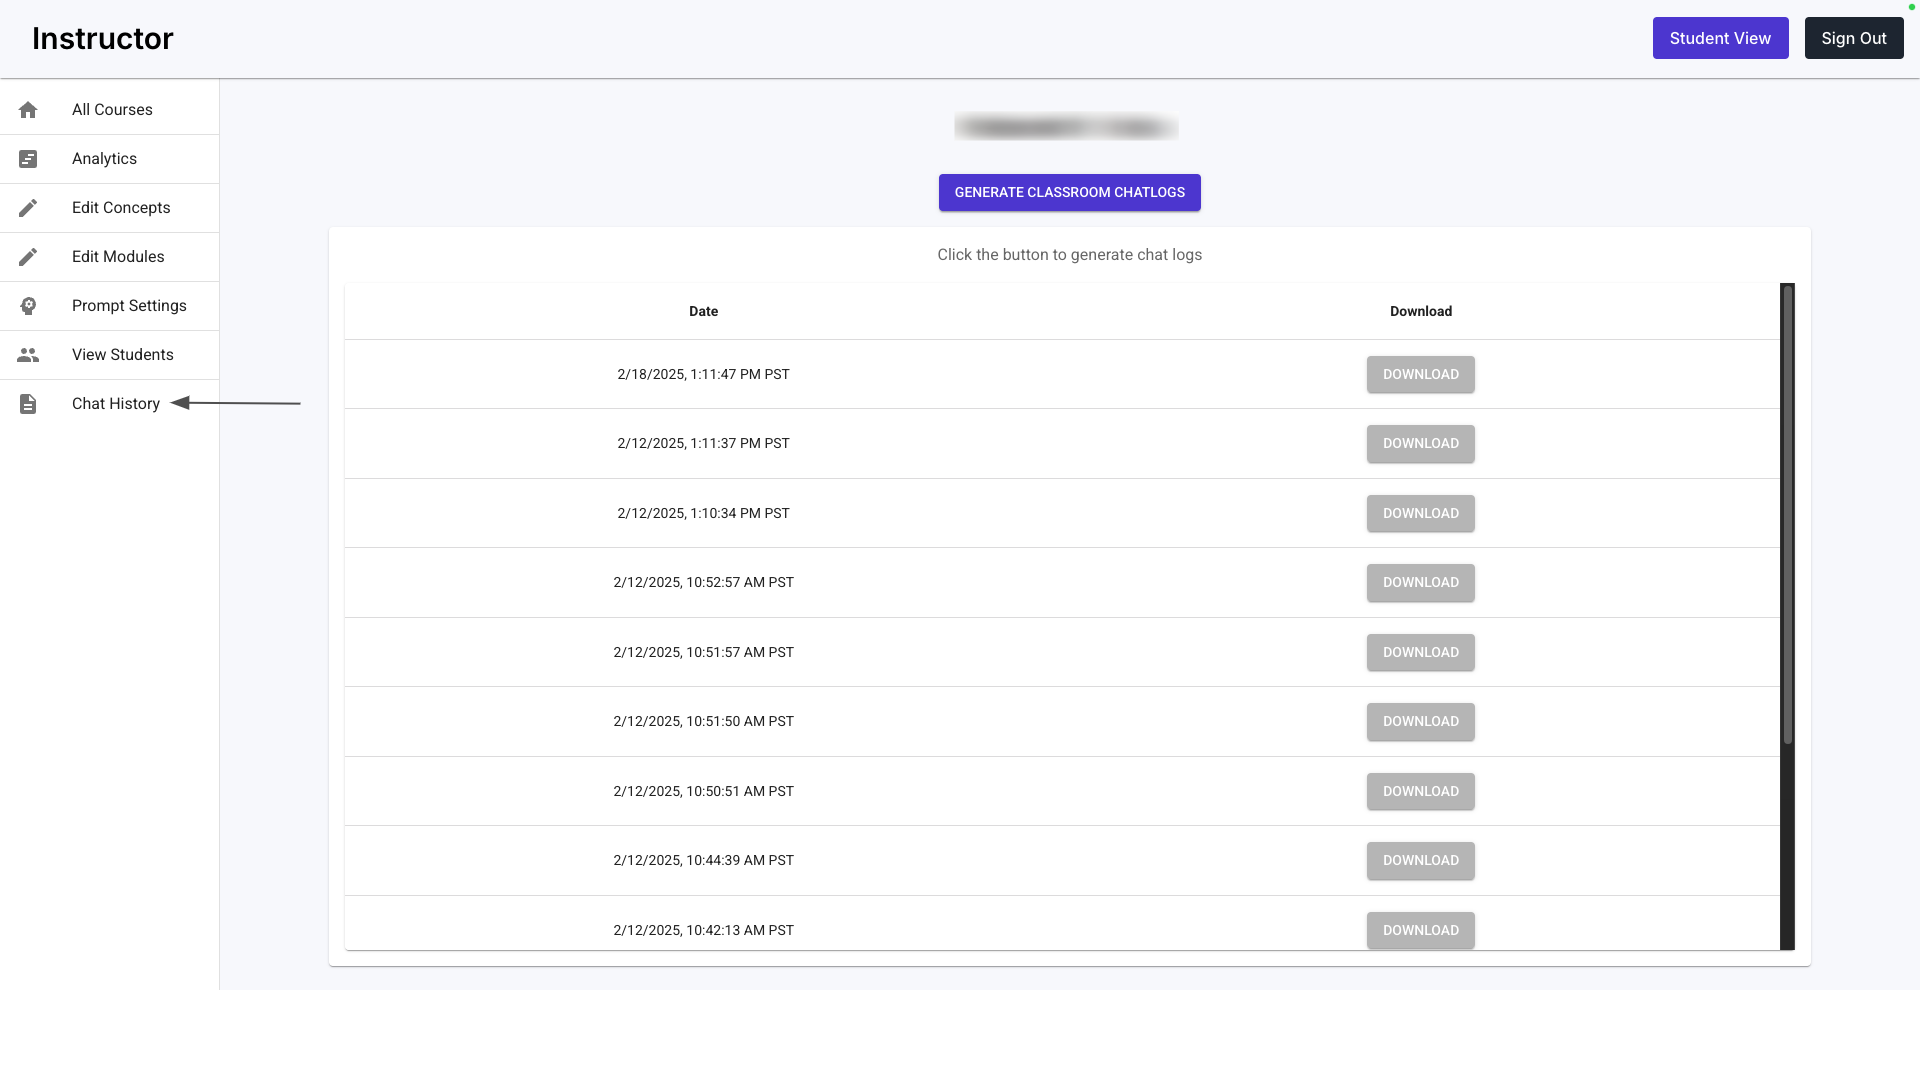 Instructor
Student View
Sign Out
All Courses
Analytics
Edit Concepts
Edit Modules
Prompt Settings
View Students
Chat History
GENERATE CLASSROOM CHATLOGS
Click the button to generate chat logs
Date Download
2/18/2025, 1:11:47 PM PST DOWNLOAD
2/12/2025, 1:11:37 PM PST DOWNLOAD
2/12/2025, 1:10:34 PM PST DOWNLOAD
2/12/2025, 10:52:57 AM PST DOWNLOAD
2/12/2025, 10:51:57 AM PST DOWNLOAD
2/12/2025, 10:51:50 AM PST DOWNLOAD
2/12/2025, 10:50:51 AM PST DOWNLOAD
2/12/2025, 10:44:39 AM PST DOWNLOAD
2/12/2025, 10:42:13 AM PST DOWNLOAD